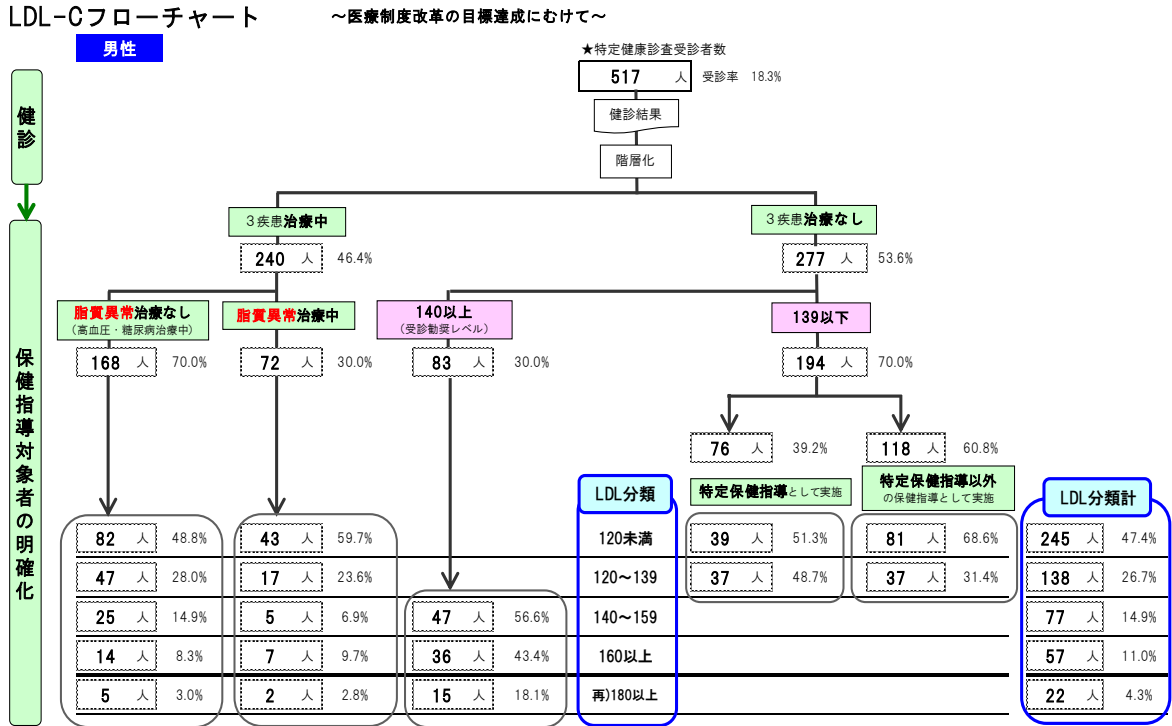 LDL-Cフローチャート
～医療制度改革の目標達成にむけて～
男性
★特定健康診査受診者数
517 人 受診率 18.3%
健診結果
階層化
健診
保健指導対象者の明確化
３疾患治療中
３疾患治療なし
240 人 46.4%
277 人 53.6%
脂質異常治療なし
（高血圧・糖尿病治療中）
脂質異常治療中
140以上
（受診勧奨レベル）
139以下
168 人 70.0%
72 人 30.0%
83 人 30.0%
194 人 70.0%
76 人 39.2%
118 人 60.8%
LDL分類
特定保健指導として実施
特定保健指導以外
の保健指導として実施
LDL分類計
82 人 48.8% 43 人 59.7% 120未満 39 人 51.3% 81 人 68.6% 245 人 47.4%
47 人 28.0% 17 人 23.6% 120～139 37 人 48.7% 37 人 31.4% 138 人 26.7%
25 人 14.9% 5 人 6.9% 47 人 56.6% 140～159 77 人 14.9%
14 人 8.3% 7 人 9.7% 36 人 43.4% 160以上 57 人 11.0%
5 人 3.0% 2 人 2.8% 15 人 18.1% 再)180以上 22 人 4.3%